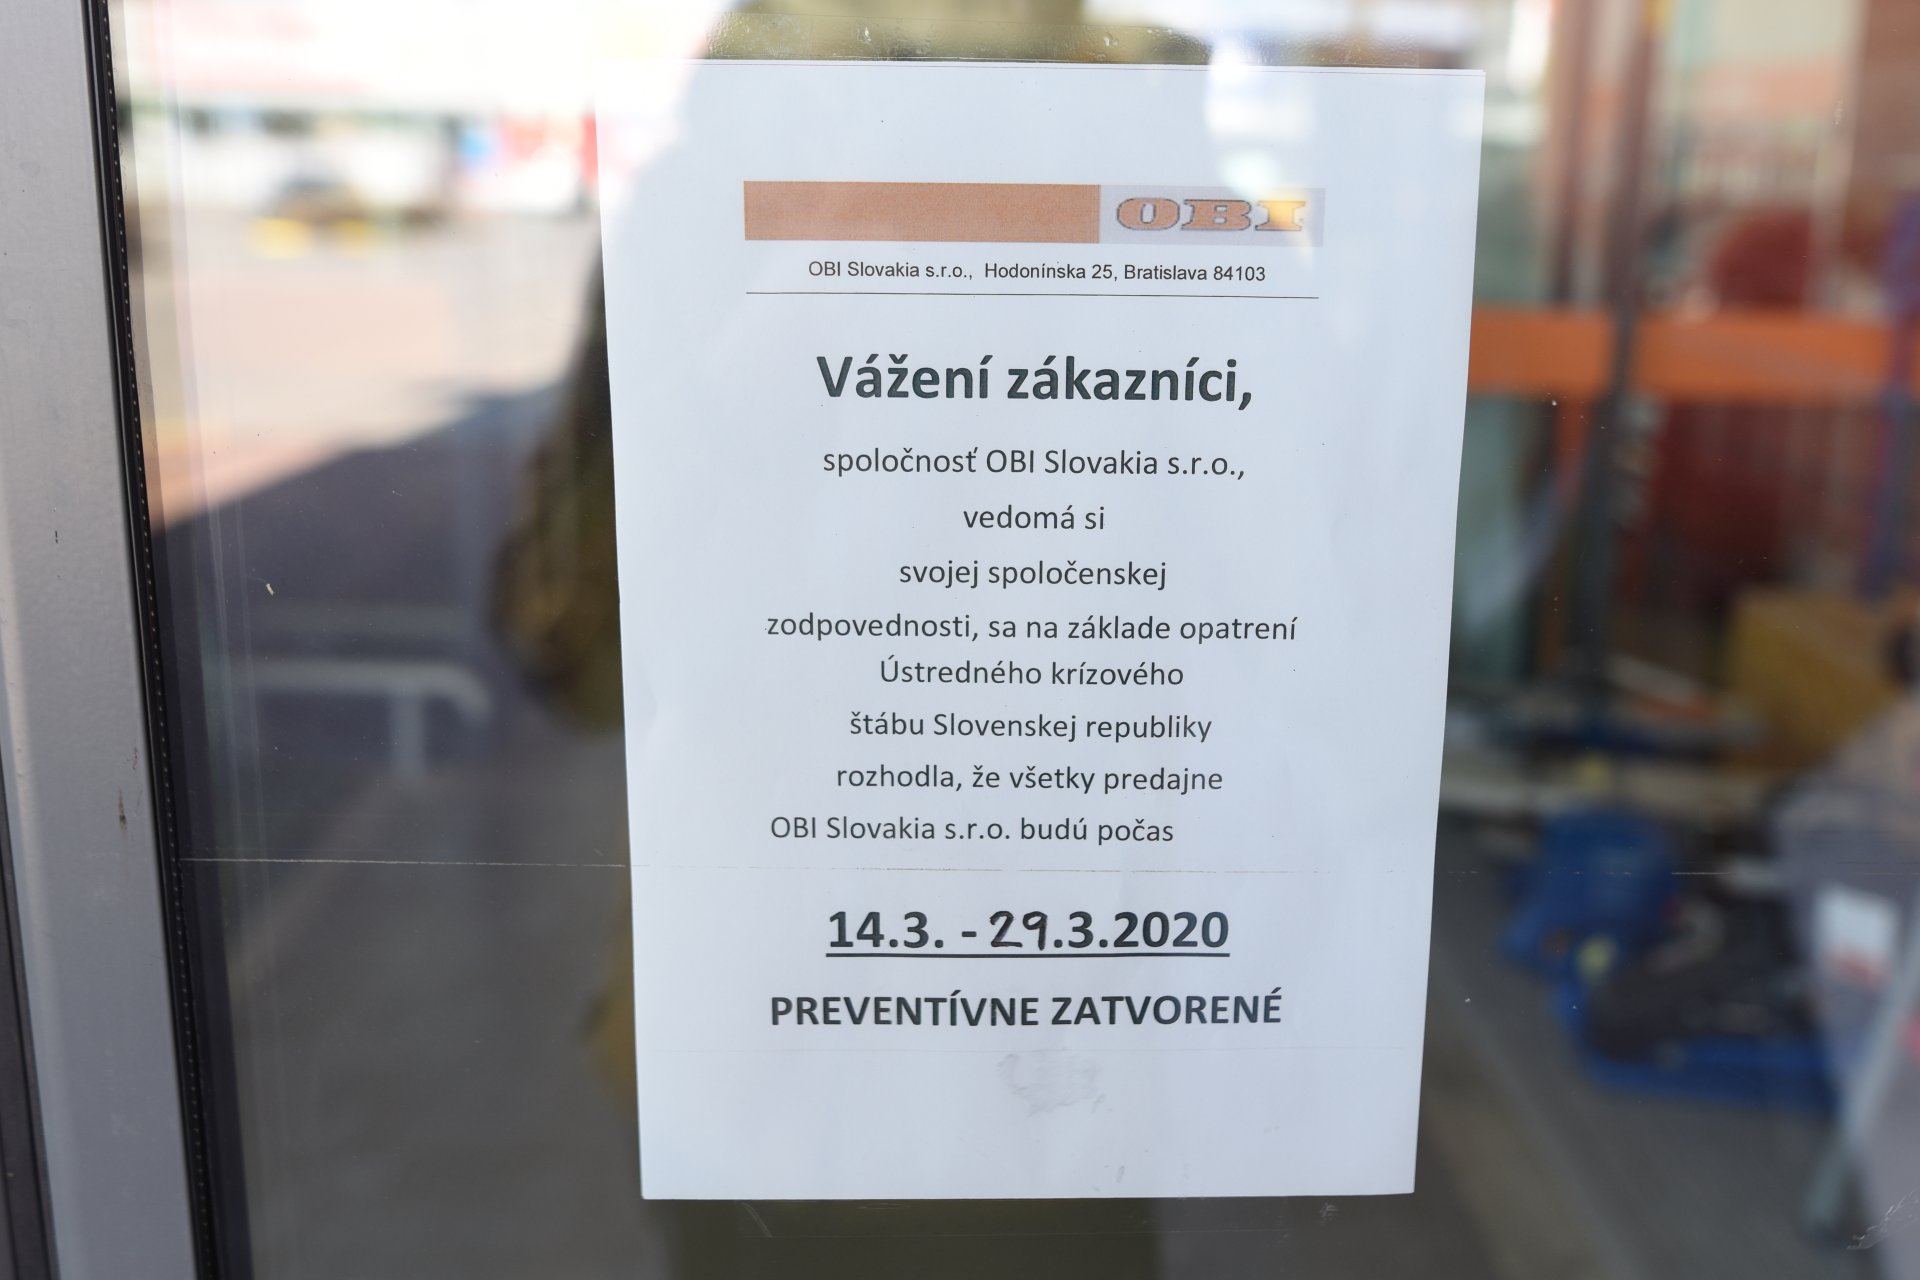 OBI
OBI Slovakia s.r.o., Hodonínska 25, Bratislava 84103
Vážení zákazníci,
spoločnosť OBI Slovakia s.r.o.,
vedomá si
svojej spoločenskej
zodpovednosti, sa na základe opatrení
Ústredného krízového
štábu Slovenskej republiky
rozhodla, že všetky predajne
OBI Slovakia s.r.o. budú počas
14.3. - 29.3.2020
PREVENTÍVNE ZATVORENÉ